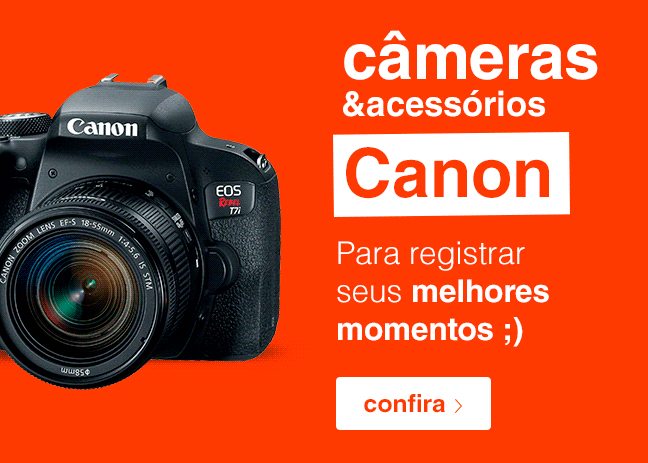 câmeras
&acessórios
Canon
Para registrar
seus melhores
momentos ;)
confira >
Canon
EOS
REBEL
T7i
CANON ZOOM LENS EF-S 18-55mm 1:4-5.6 IS STM
Φ58mm